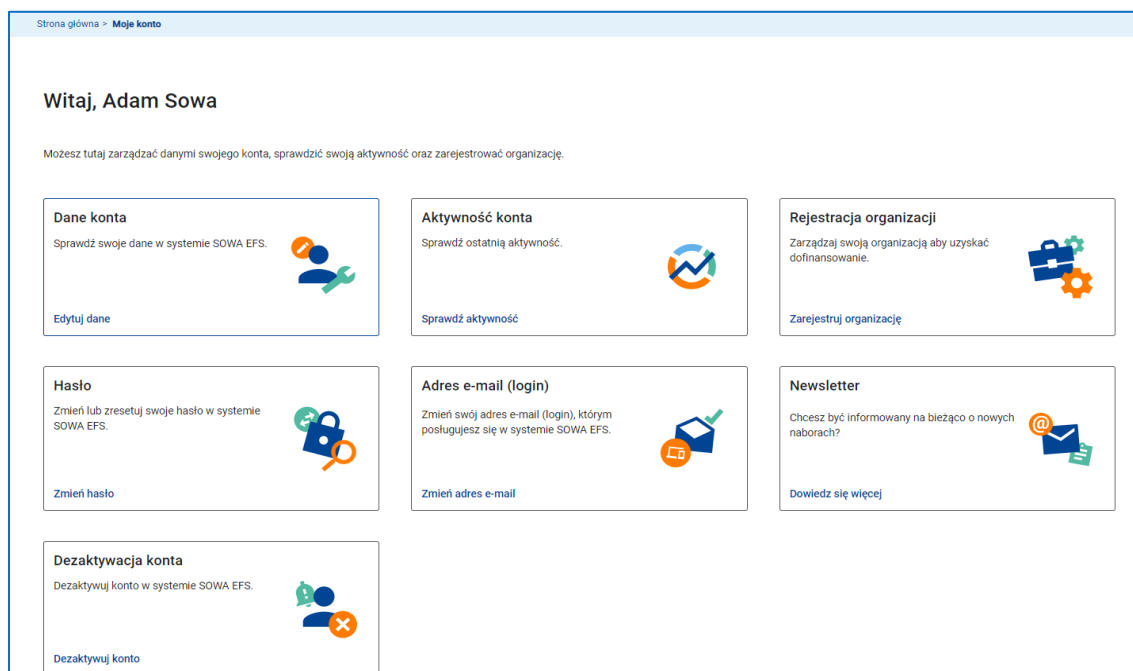 Strona główna > Moje konto
Witaj, Adam Sowa
Możesz tutaj zarządzać danymi swojego konta, sprawdzić swoją aktywność oraz zarejestrować organizację.
Dane konta
Sprawdź swoje dane w systemie SOWA EFS.
Edytuj dane
Aktywność konta
Sprawdź ostatnią aktywność.
Sprawdź aktywność
Rejestracja organizacji
Zarządzaj swoją organizacją aby uzyskać
dofinansowanie.
Zarejestruj organizację
Hasło
Zmień lub zresetuj swoje hasło w systemie
SOWA EFS.
Zmień hasło
Adres e-mail (login)
Zmień swój adres e-mail (login), którym
posługujesz się w systemie SOWA EFS.
Zmień adres e-mail
Newsletter
Chcesz być informowany na bieżąco o nowych
naborach?
Dowiedz się więcej
Dezaktywacja konta
Dezaktywuj konto w systemie SOWA EFS.
Dezaktywuj konto